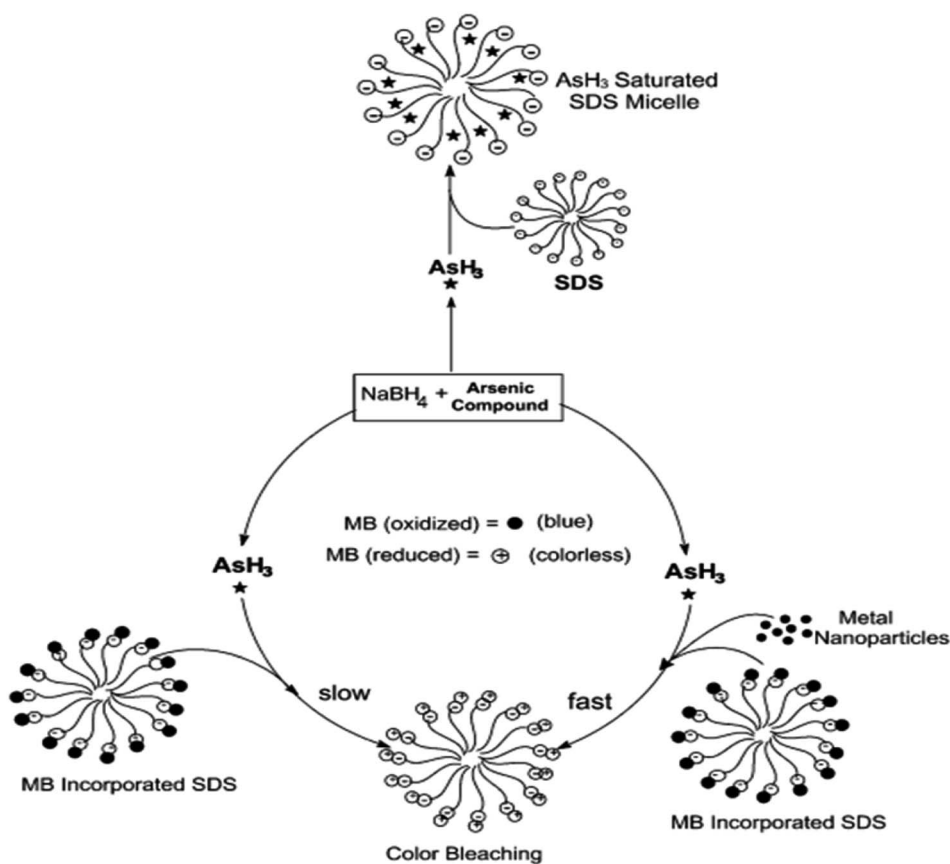 AsH₃ Saturated
SDS Micelle
AsH₃
SDS
NaBH₄ + Arsenic
Compound
MB (oxidized) = ● (blue)
MB (reduced) = ⊕ (colorless)
AsH₃
AsH₃
Metal
Nanoparticles
slow
fast
MB Incorporated SDS
MB Incorporated SDS
Color Bleaching